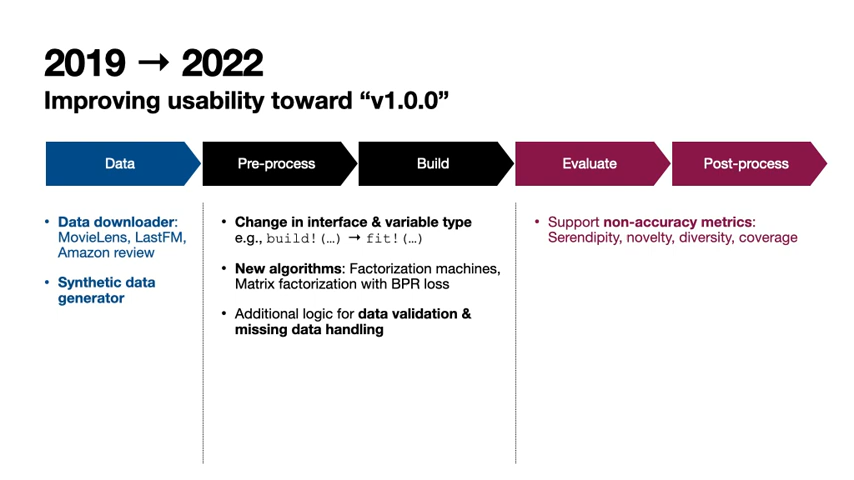 2019 → 2022
Improving usability toward “v1.0.0”
Data
Pre-process
Build
Evaluate
Post-process
• Data downloader:
MovieLens, LastFM,
Amazon review
• Synthetic data
generator
• Change in interface & variable type
e.g., build!(…) → fit!(…)
• New algorithms: Factorization machines,
Matrix factorization with BPR loss
• Additional logic for data validation &
missing data handling
• Support non-accuracy metrics:
Serendipity, novelty, diversity, coverage